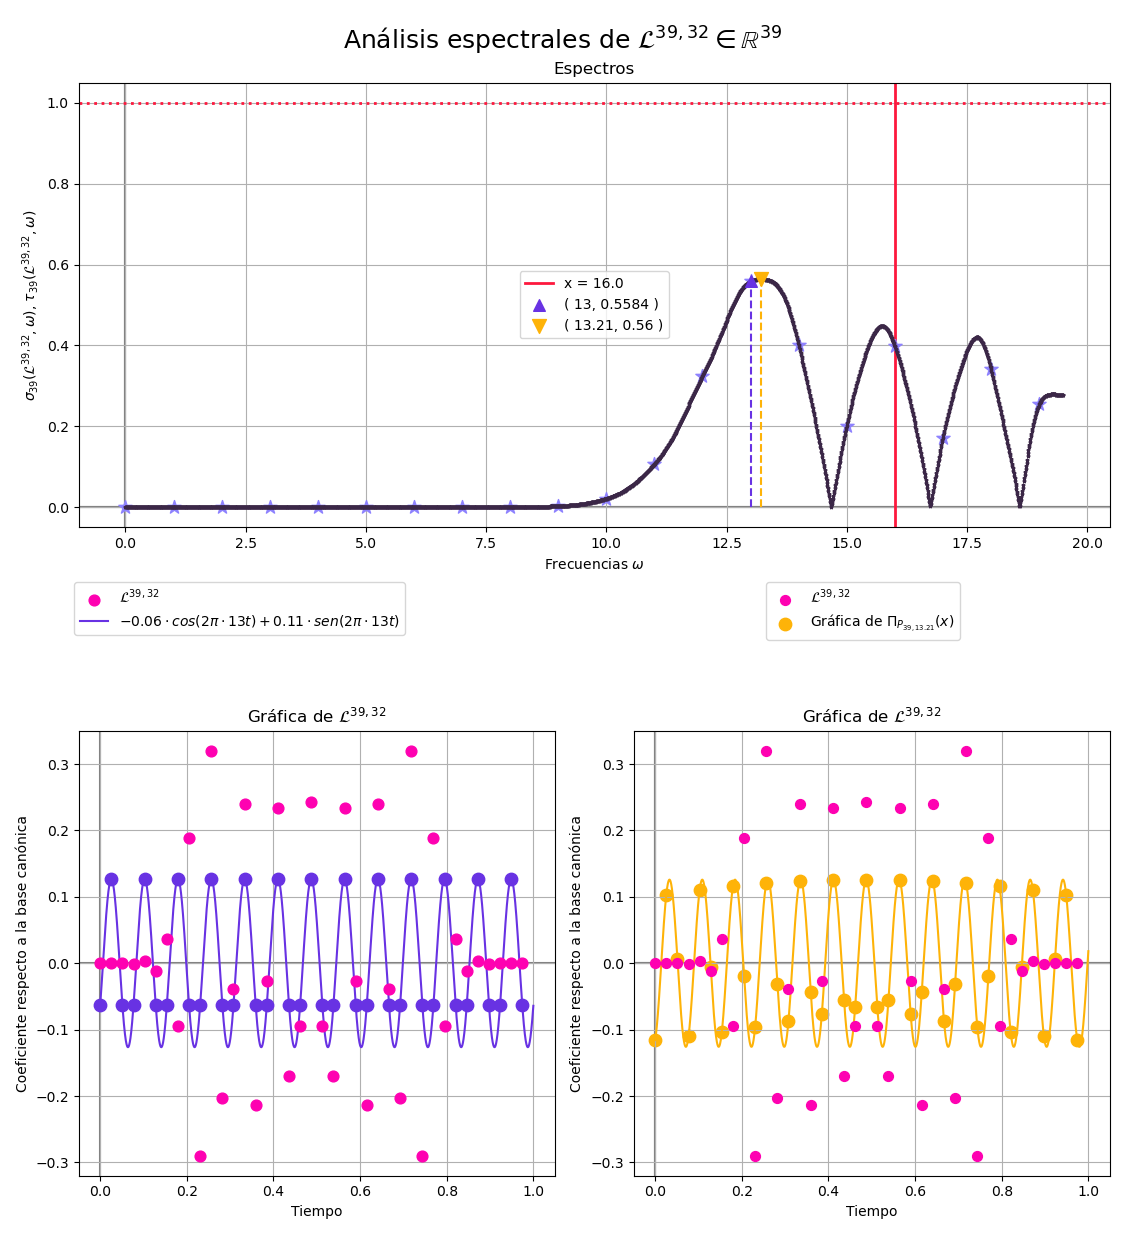 Análisis espectrales de 𝓛^{39,32} ∈ ℝ^{39}
Espectros
1.0
0.8
0.6
0.4
0.2
0.0
σ_{39}(𝓛^{39,32}, ω), τ_{39}(𝓛^{39,32}, ω)
x = 16.0
( 13, 0.5584 )
( 13.21, 0.56 )
0.0 2.5 5.0 7.5 10.0 12.5 15.0 17.5 20.0
Frecuencias ω
𝓛^{39,32}
−0.06 · cos(2π · 13t) + 0.11 · sen(2π · 13t)
𝓛^{39,32}
Gráfica de Π_{P_{39,13.21}}(x)
Gráfica de 𝓛^{39,32}
0.3
0.2
0.1
0.0
−0.1
−0.2
−0.3
Coeficiente respecto a la base canónica
0.0 0.2 0.4 0.6 0.8 1.0
Tiempo
Gráfica de 𝓛^{39,32}
0.3
0.2
0.1
0.0
−0.1
−0.2
−0.3
Coeficiente respecto a la base canónica
0.0 0.2 0.4 0.6 0.8 1.0
Tiempo